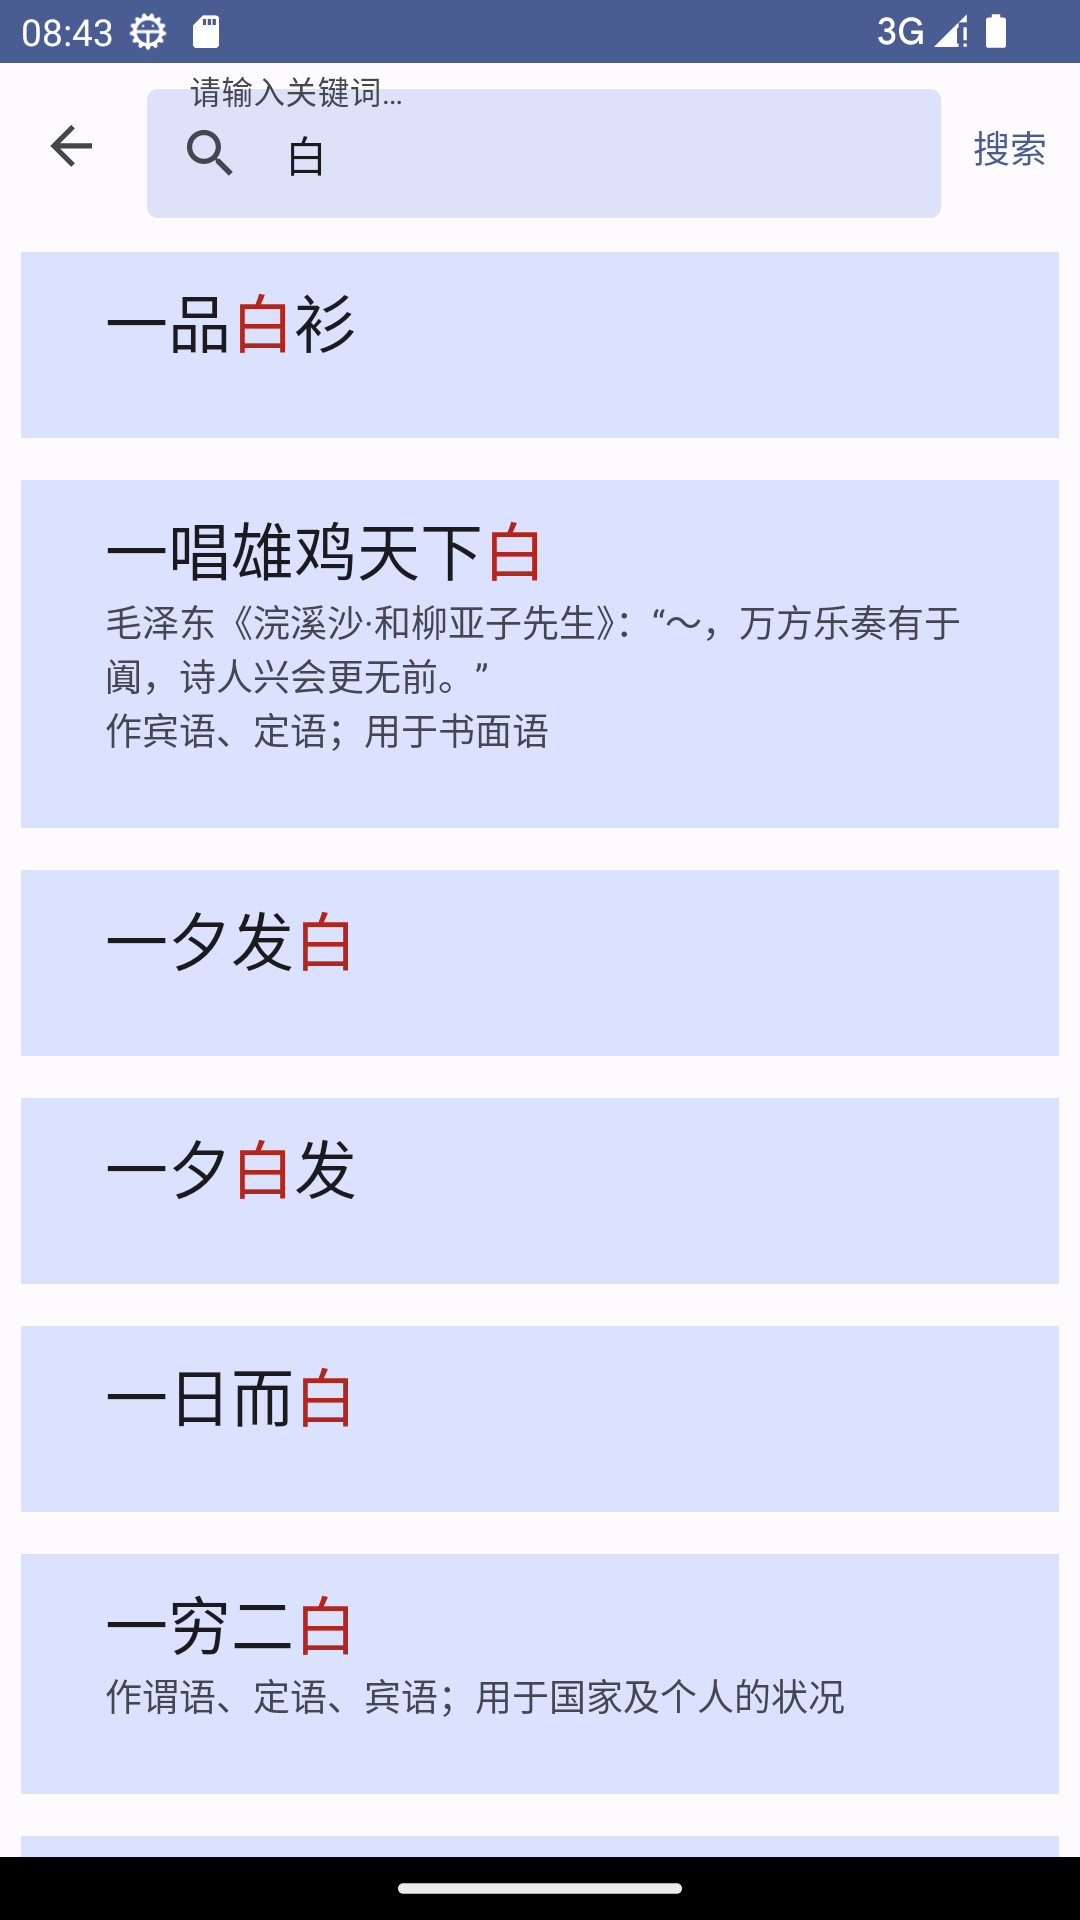 08:43
3G
请输入关键词...
白
搜索
一品白衫
一唱雄鸡天下白
毛泽东《浣溪沙·和柳亚子先生》：“～，万方乐奏有于
阗，诗人兴会更无前。”
作宾语、定语；用于书面语
一夕发白
一夕白发
一日而白
一穷二白
作谓语、定语、宾语；用于国家及个人的状况